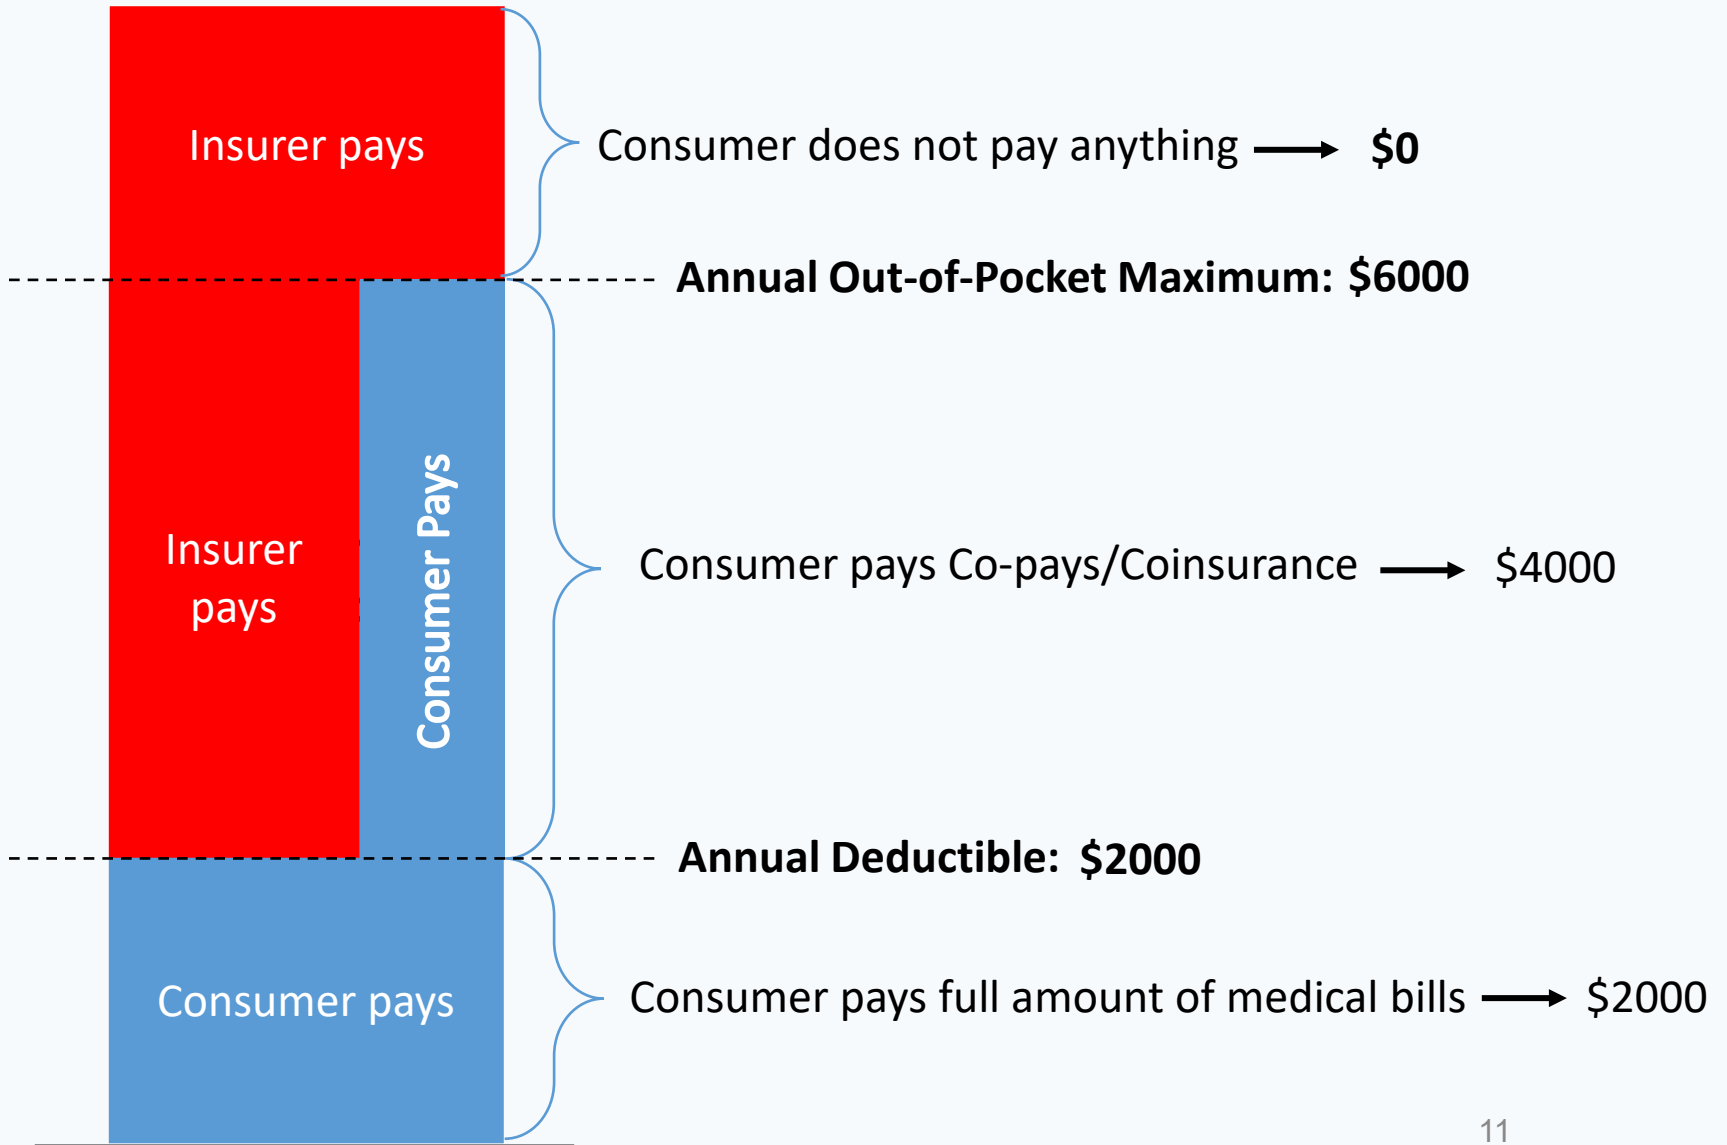 Insurer pays
Consumer does not pay anything $0
Annual Out-of-Pocket Maximum: $6000
Insurer
pays
Consumer Pays
Consumer pays Co-pays/Coinsurance $4000
Annual Deductible: $2000
Consumer pays
Consumer pays full amount of medical bills $2000
11